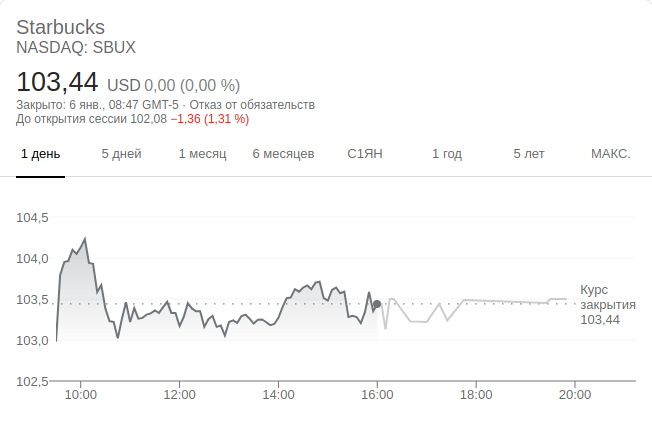 Starbucks
NASDAQ: SBUX
103,44 USD 0,00 (0,00 %)
Закрыто: 6 янв., 08:47 GMT-5 · Отказ от обязательств
До открытия сессии 102,08 −1,36 (1,31 %)
1 день 5 дней 1 месяц 6 месяцев С1ЯН 1 год 5 лет МАКС.
104,5
104,0
103,5
103,0
102,5
Курс
закрытия
103,44
10:00 12:00 14:00 16:00 18:00 20:00